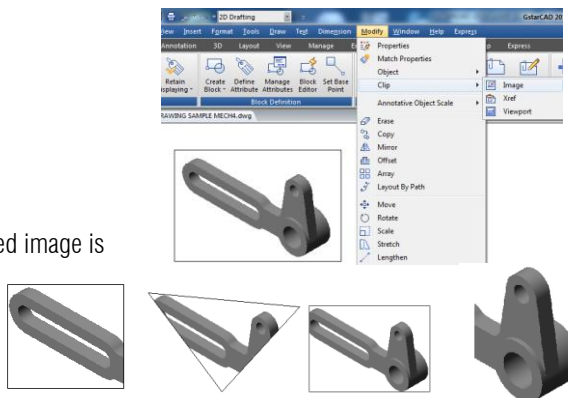 2D Drafting
GstarCAD 20
View Insert Format Tools Draw Text Dimension Modify Window Help Express
Annotation 3D Layout View Manage Express
Retain
Create Block
Define Attribute
Manage Attributes
Block Editor
Set Base Point
Block Definition
RAWING SAMPLE MECH4.dwg
Properties
Match Properties
Object
Clip
Annotative Object Scale
Erase
Copy
Mirror
Offset
Array
Layout By Path
Move
Rotate
Scale
Stretch
Lengthen
Image
Xref
Viewport
ed image is